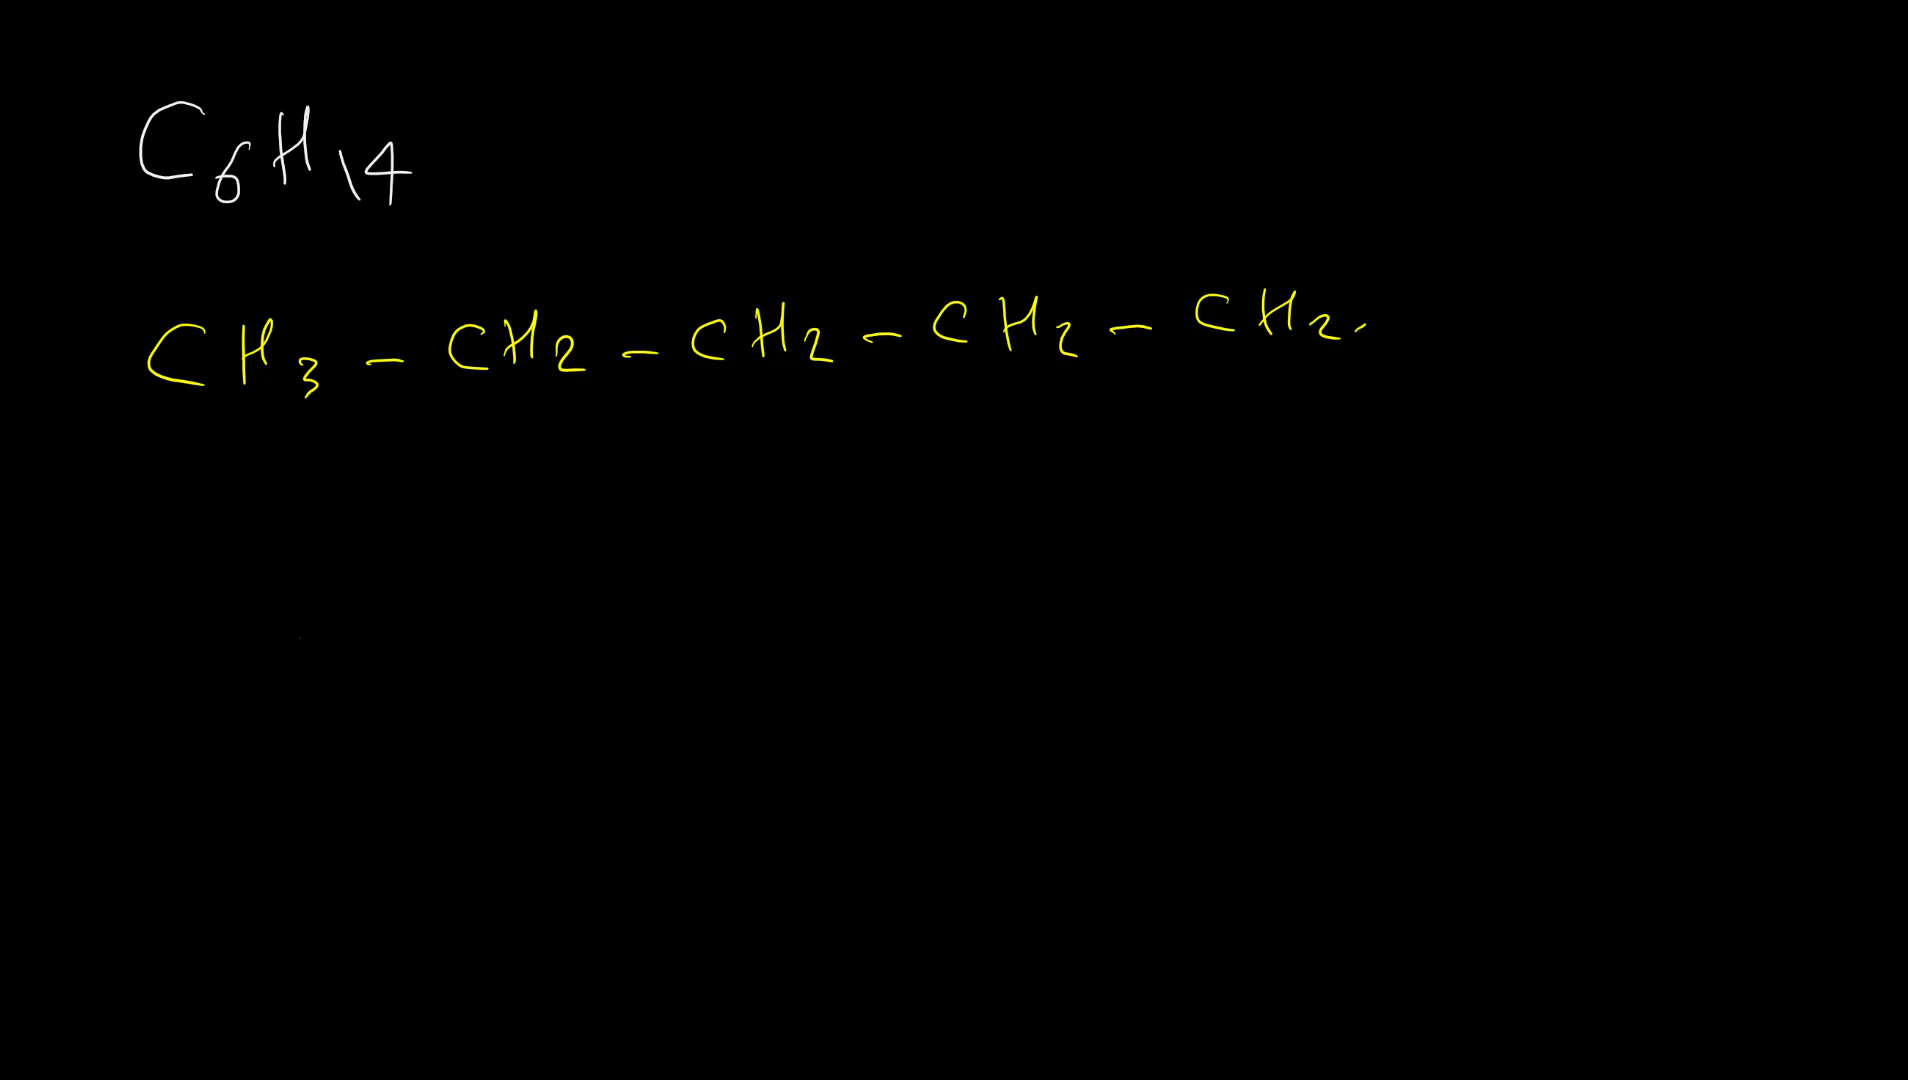 C₆H₁₄
CH₃ - CH₂ - CH₂ - CH₂ - CH₂ -